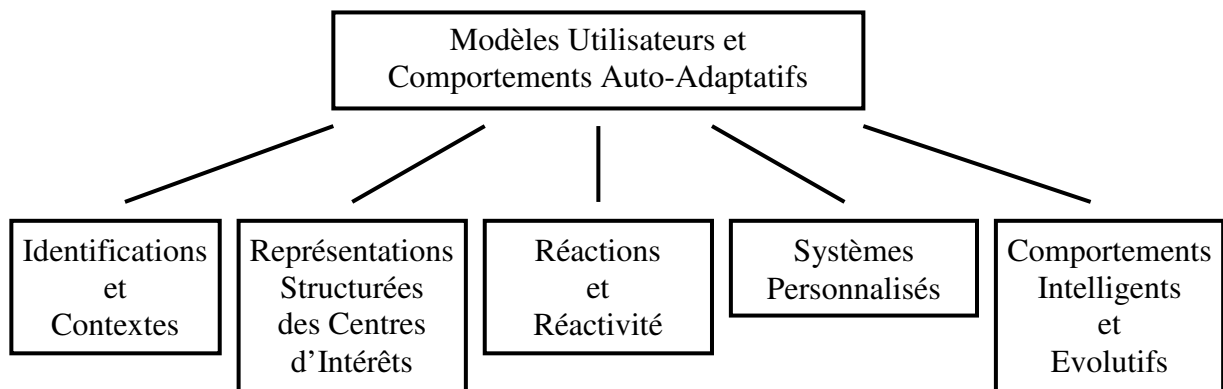 Modèles Utilisateurs et
Comportements Auto-Adaptatifs
Identifications
et
Contextes
Représentations
Structurées
des Centres
d’Intérêts
Réactions
et
Réactivité
Systèmes
Personnalisés
Comportements
Intelligents
et
Evolutifs